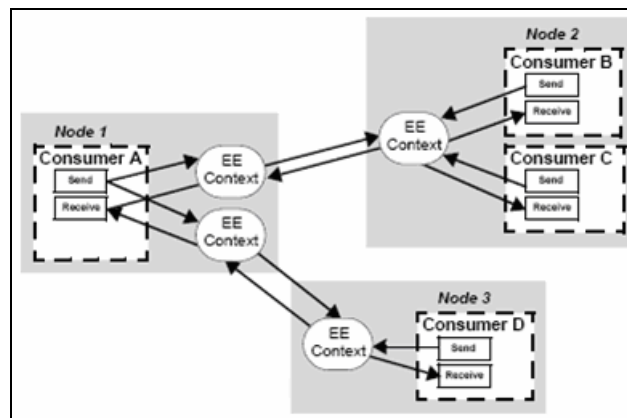 Node 2
Consumer B
Send
Receive
EE
Context
Consumer C
Send
Receive
Node 1
Consumer A
Send
Receive
EE
Context
EE
Context
Node 3
Consumer D
Send
Receive
EE
Context